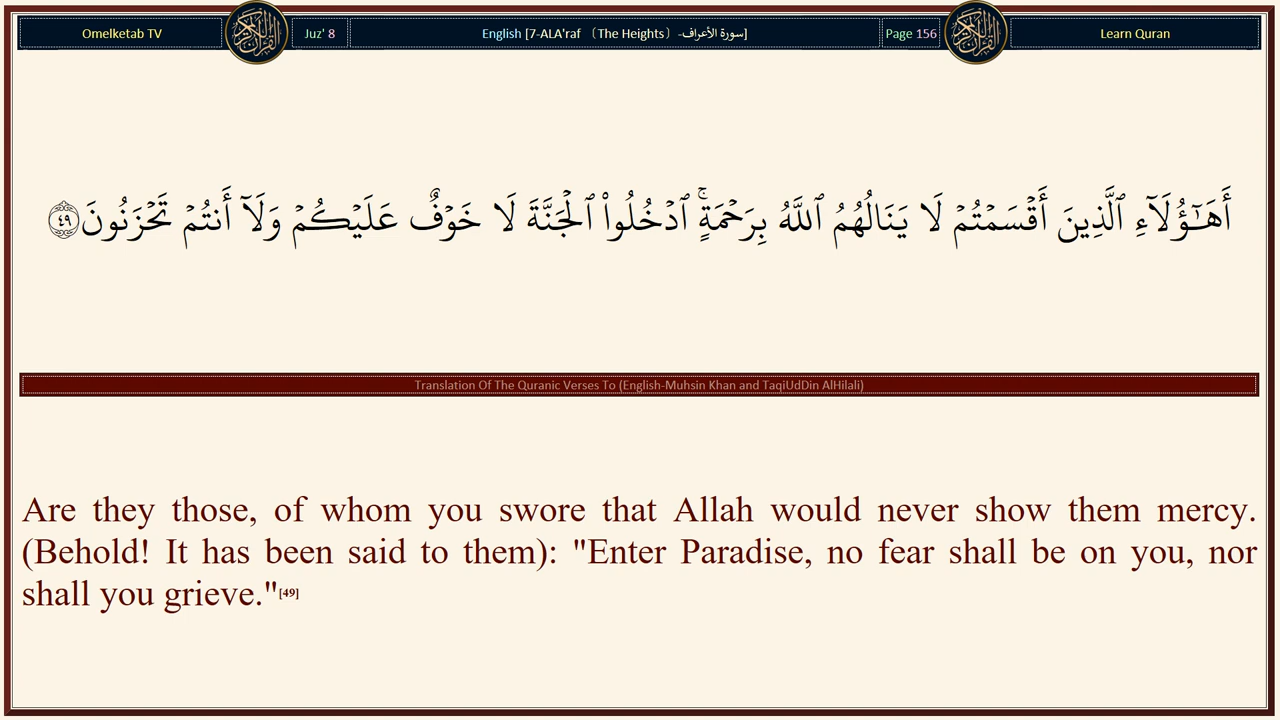 Omelketab TV
Juz' 8
English [7-ALA'raf （The Heights）-سورة الأعراف]
Page 156
Learn Quran
أَهَـٰٓؤُلَآءِ ٱلَّذِينَ أَقۡسَمۡتُمۡ لَا يَنَالُهُمُ ٱللَّهُ بِرَحۡمَةٍۚ ٱدۡخُلُواْ ٱلۡجَنَّةَ لَا خَوۡفٌ عَلَيۡكُمۡ وَلَآ أَنتُمۡ تَحۡزَنُونَ ٤٩
Translation Of The Quranic Verses To (English-Muhsin Khan and TaqiUdDin AlHilali)
Are they those, of whom you swore that Allah would never show them mercy.
(Behold! It has been said to them): "Enter Paradise, no fear shall be on you, nor
shall you grieve."[49]